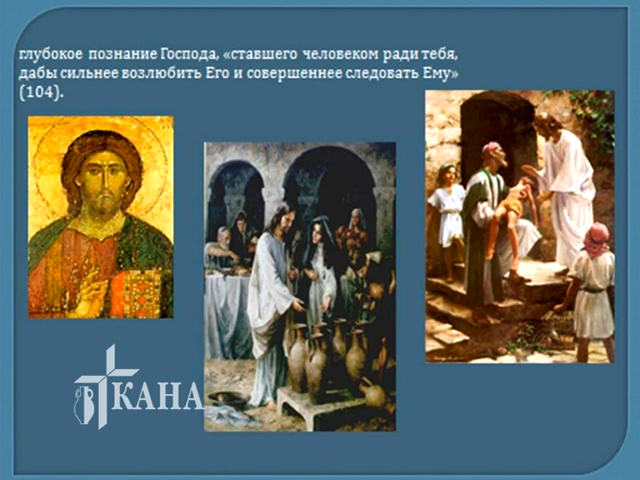 глубокое познание Господа, «ставшего человеком ради тебя,
дабы сильнее возлюбить Его и совершеннее следовать Ему»
(104).
КАНА